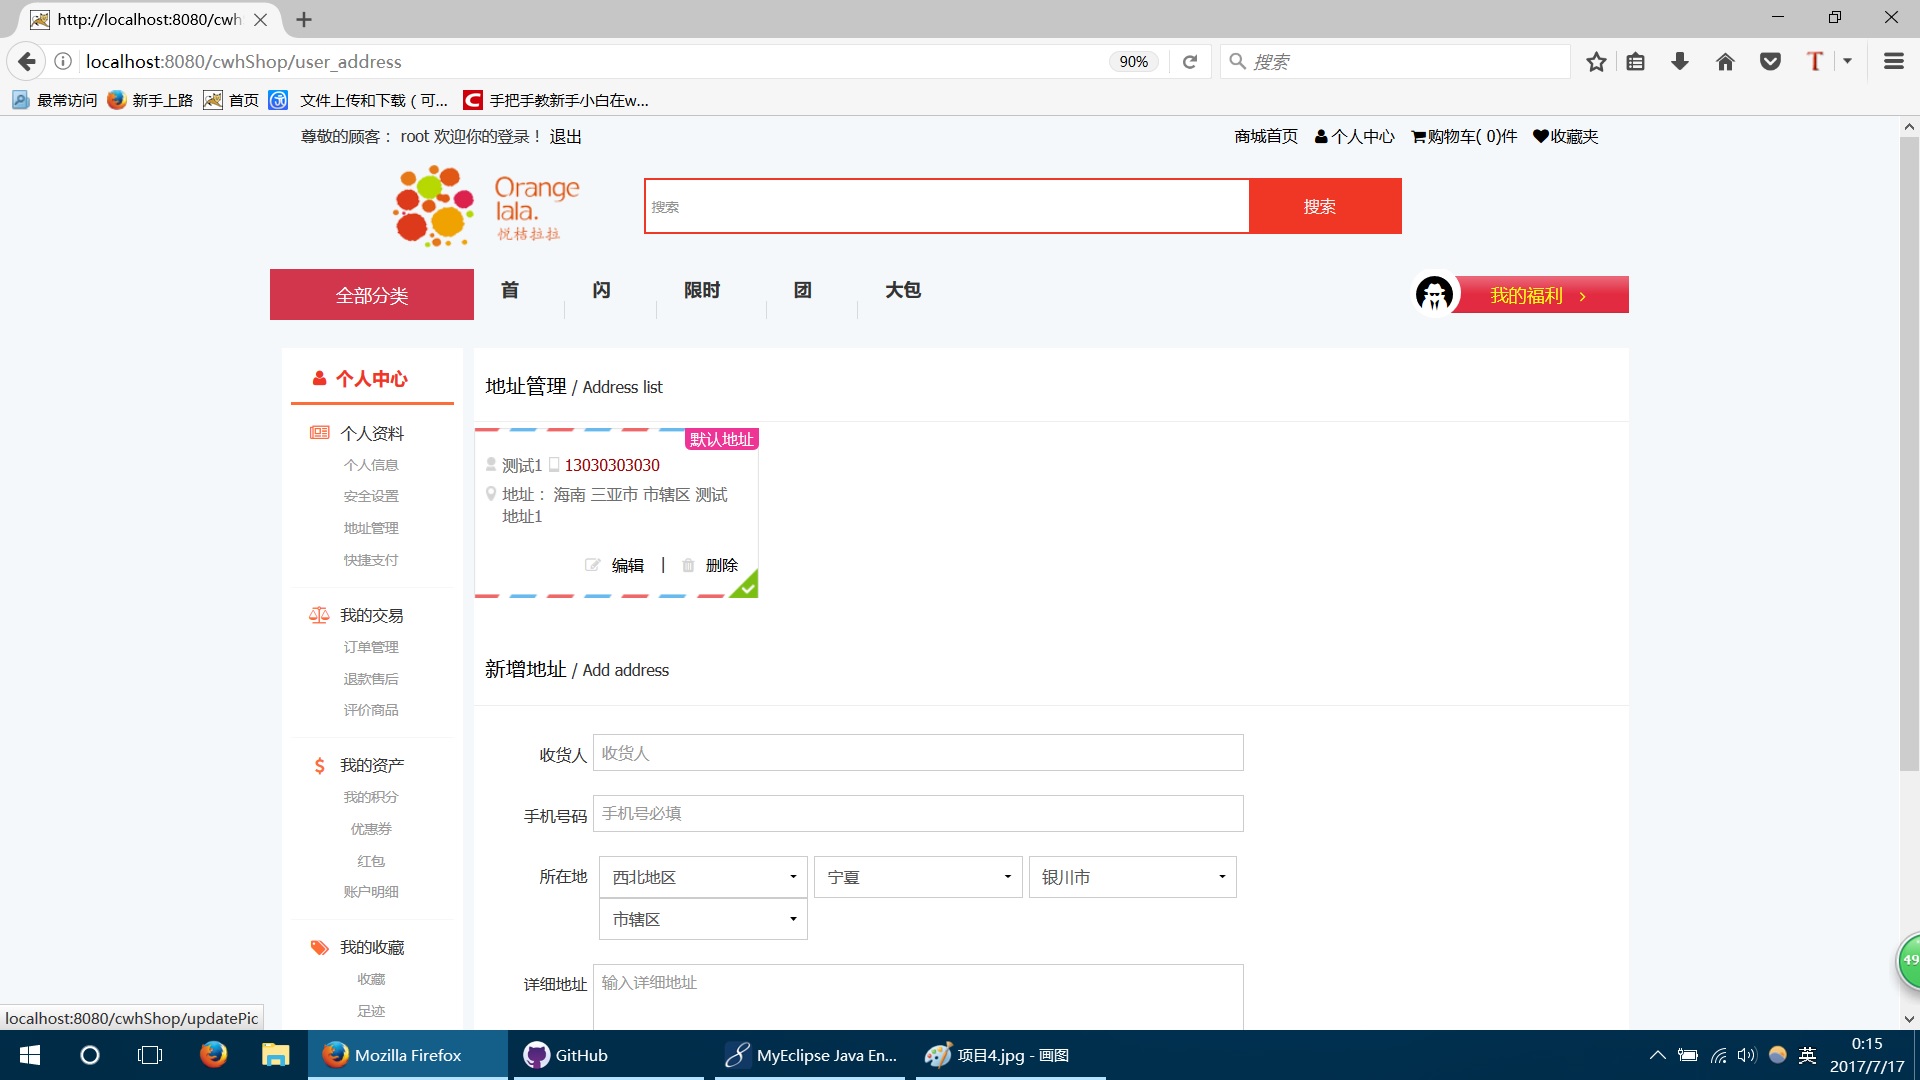 http://localhost:8080/cwh
localhost:8080/cwhShop/user_address
90%
搜索
最常访问 新手上路 首页 文件上传和下载（可... 手把手教新手小白在w...
尊敬的顾客： root 欢迎你的登录！ 退出
商城首页 个人中心 购物车( 0)件 收藏夹
Orange
lala.
悦桔拉拉
搜索 搜索
全部分类 首 闪 限时 团 大包 我的福利 >
个人中心
个人资料
个人信息
安全设置
地址管理
快捷支付
我的交易
订单管理
退款售后
评价商品
$ 我的资产
我的积分
优惠券
红包
账户明细
我的收藏
收藏
足迹
地址管理 / Address list
默认地址
测试1 13030303030
地址： 海南 三亚市 市辖区 测试
地址1
编辑 | 删除
新增地址 / Add address
收货人 收货人
手机号码 手机号必填
所在地 西北地区 宁夏 银川市
市辖区
详细地址 输入详细地址
49
localhost:8080/cwhShop/updatePic
Mozilla Firefox GitHub MyEclipse Java En... 项目4.jpg - 画图
英
0:15
2017/7/17